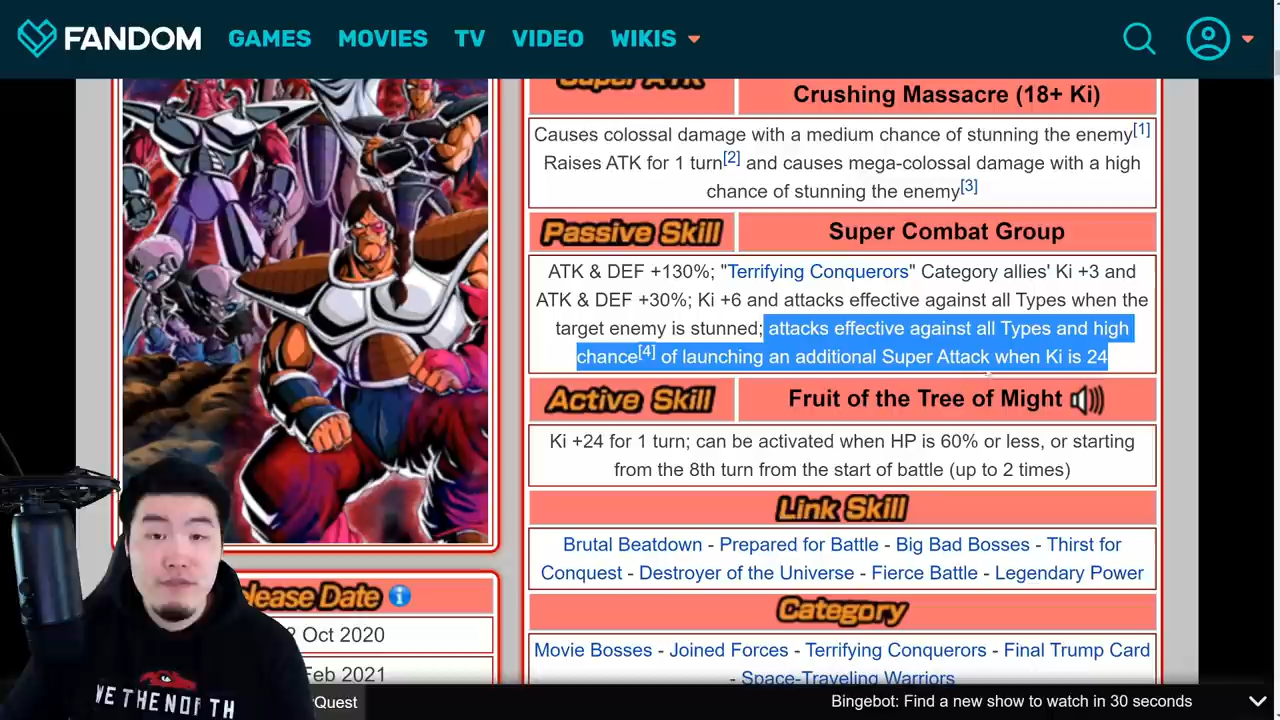 FANDOM GAMES MOVIES TV VIDEO WIKIS
Super ATK
Crushing Massacre (18+ Ki)
Causes colossal damage with a medium chance of stunning the enemy[1]
Raises ATK for 1 turn[2] and causes mega-colossal damage with a high
chance of stunning the enemy[3]
Passive Skill
Super Combat Group
ATK & DEF +130%; "Terrifying Conquerors" Category allies' Ki +3 and
ATK & DEF +30%; Ki +6 and attacks effective against all Types when the
target enemy is stunned; attacks effective against all Types and high
chance[4] of launching an additional Super Attack when Ki is 24
Active Skill
Fruit of the Tree of Might
Ki +24 for 1 turn; can be activated when HP is 60% or less, or starting
from the 8th turn from the start of battle (up to 2 times)
Link Skill
Brutal Beatdown - Prepared for Battle - Big Bad Bosses - Thirst for
Conquest - Destroyer of the Universe - Fierce Battle - Legendary Power
Category
Movie Bosses - Joined Forces - Terrifying Conquerors - Final Trump Card
- Space-Traveling Warriors
lease Date
2 Oct 2020
Feb 2021
rQuest
Bingebot: Find a new show to watch in 30 seconds
WE THE NORTH